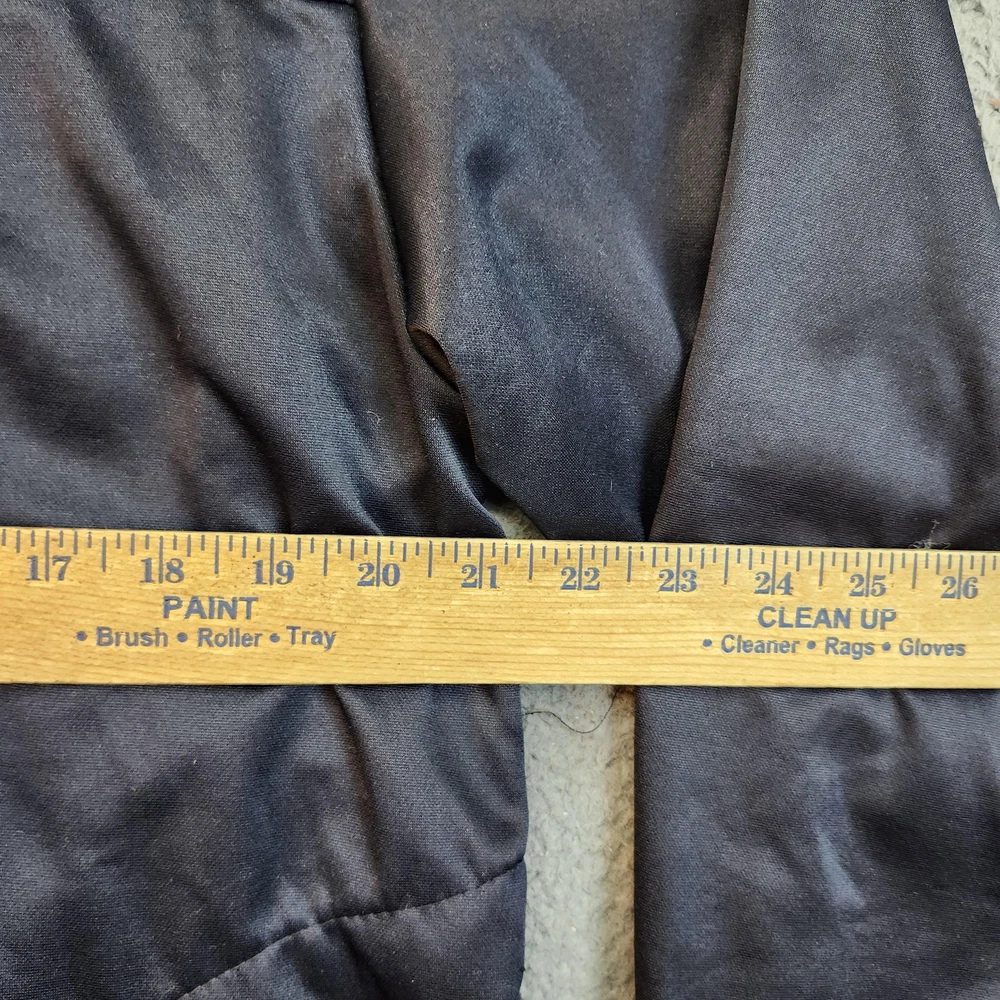 17 18 19 20 21 22 23 24 25 26
PAINT
• Brush • Roller • Tray
CLEAN UP
• Cleaner • Rags • Gloves